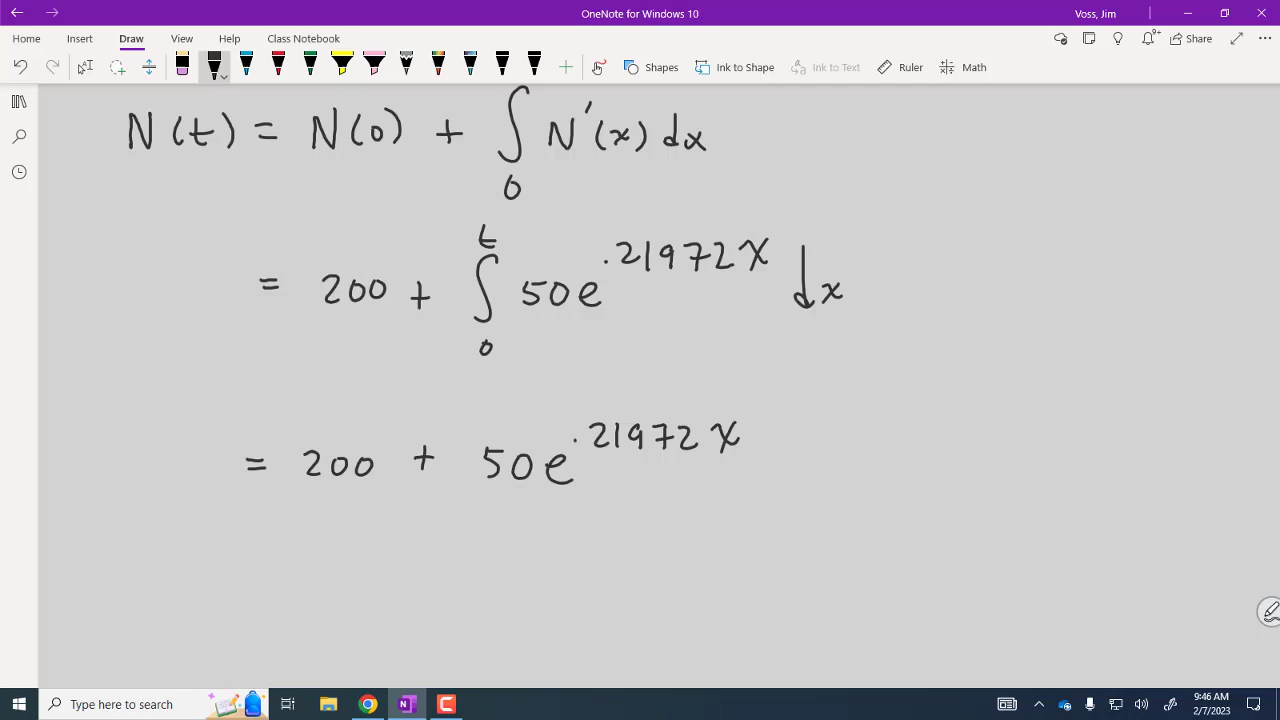 OneNote for Windows 10
Voss, Jim
Home Insert Draw View Help Class Notebook
Share
Shapes Ink to Shape Ink to Text Ruler Math
N(t) = N(0) + ∫ N'(x) dx
0
t
= 200 + ∫ 50e^.21972x dx
0
= 200 + 50e^.21972x
Type here to search
9:46 AM
2/7/2023